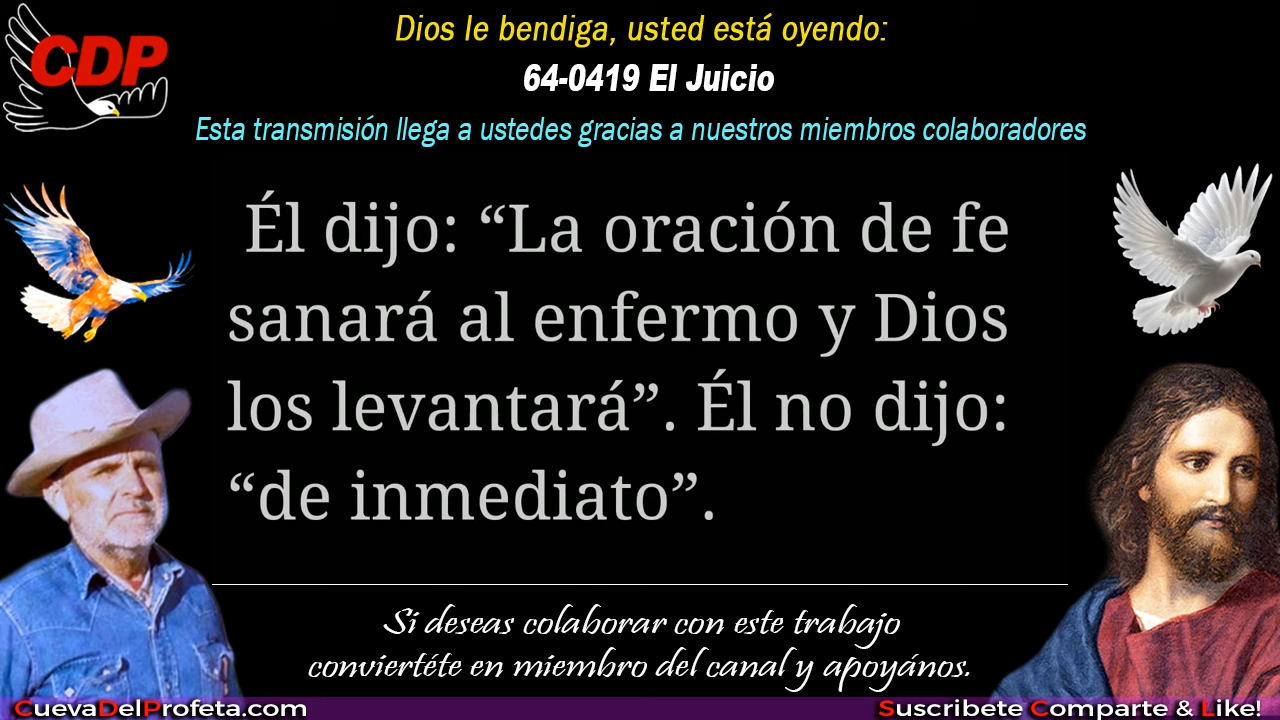 CDP
Dios le bendiga, usted está oyendo:
64-0419 El Juicio
Esta transmisión llega a ustedes gracias a nuestros miembros colaboradores
Él dijo: “La oración de fe
sanará al enfermo y Dios
los levantará”. Él no dijo:
“de inmediato”.
Si deseas colaborar con este trabajo
conviertéte en miembro del canal y apoyános.
CuevaDelProfeta.com
Suscribete Comparte & Like!